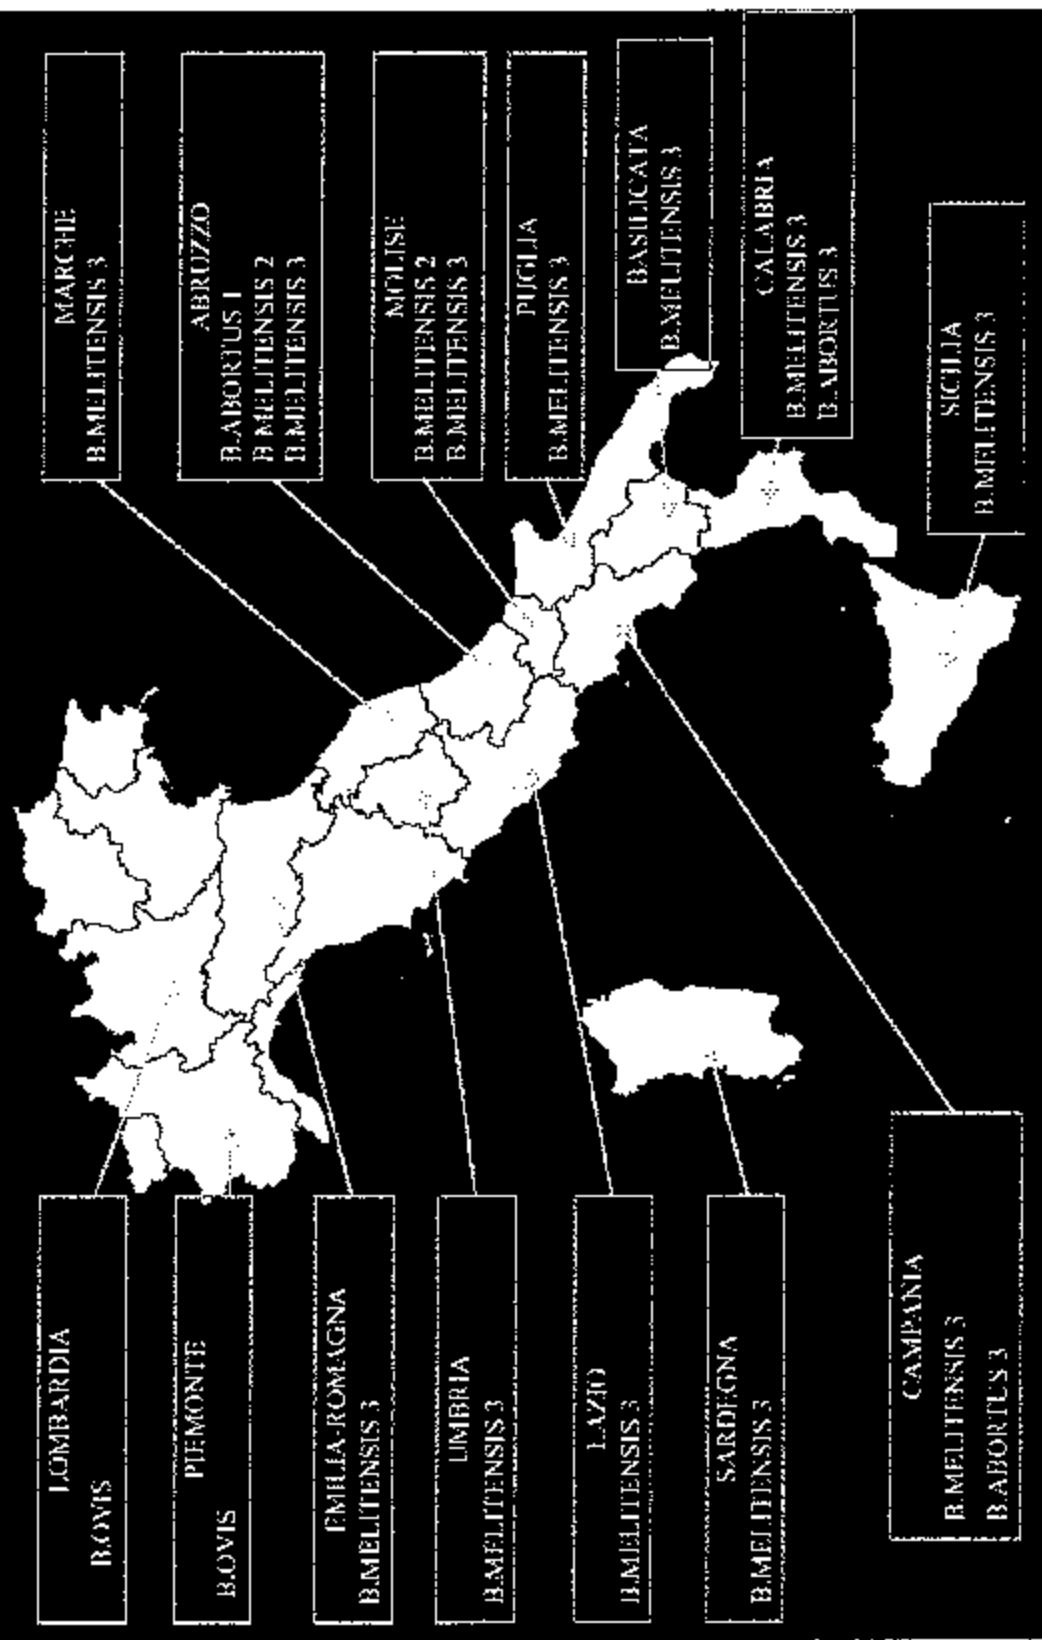 LOMBARDIA
B.OVIS
PIEMONTE
B.OVIS
EMILIA-ROMAGNA
B.MELITENSIS 3
UMBRIA
B.MELITENSIS 3
LAZIO
B.MELITENSIS 3
SARDEGNA
B.MELITENSIS 3
CAMPANIA
B.MELITENSIS 3
B.ABORTUS 3
MARCHE
B.MELITENSIS 3
ABRUZZO
B.ABORTUS 1
B MELITENSIS 2
B.MELITENSIS 3
MOLISE
B.MELITENSIS 2
B.MELITENSIS 3
PUGLIA
B.MELITENSIS 3
BASILICATA
B.MELITENSIS 3
CALABRIA
B.MELITENSIS 3
B.ABORTUS 3
SICILIA
B.MELITENSIS 3